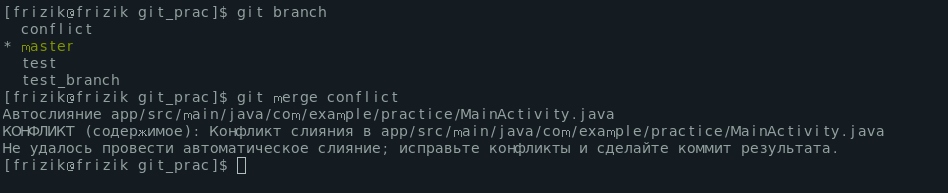 [frizik@frizik git_prac]$ git branch
  conflict
* master
  test
  test_branch
[frizik@frizik git_prac]$ git merge conflict
Автослияние app/src/main/java/com/example/practice/MainActivity.java
КОНФЛИКТ (содержимое): Конфликт слияния в app/src/main/java/com/example/practice/MainActivity.java
Не удалось провести автоматическое слияние; исправьте конфликты и сделайте коммит результата.
[frizik@frizik git_prac]$